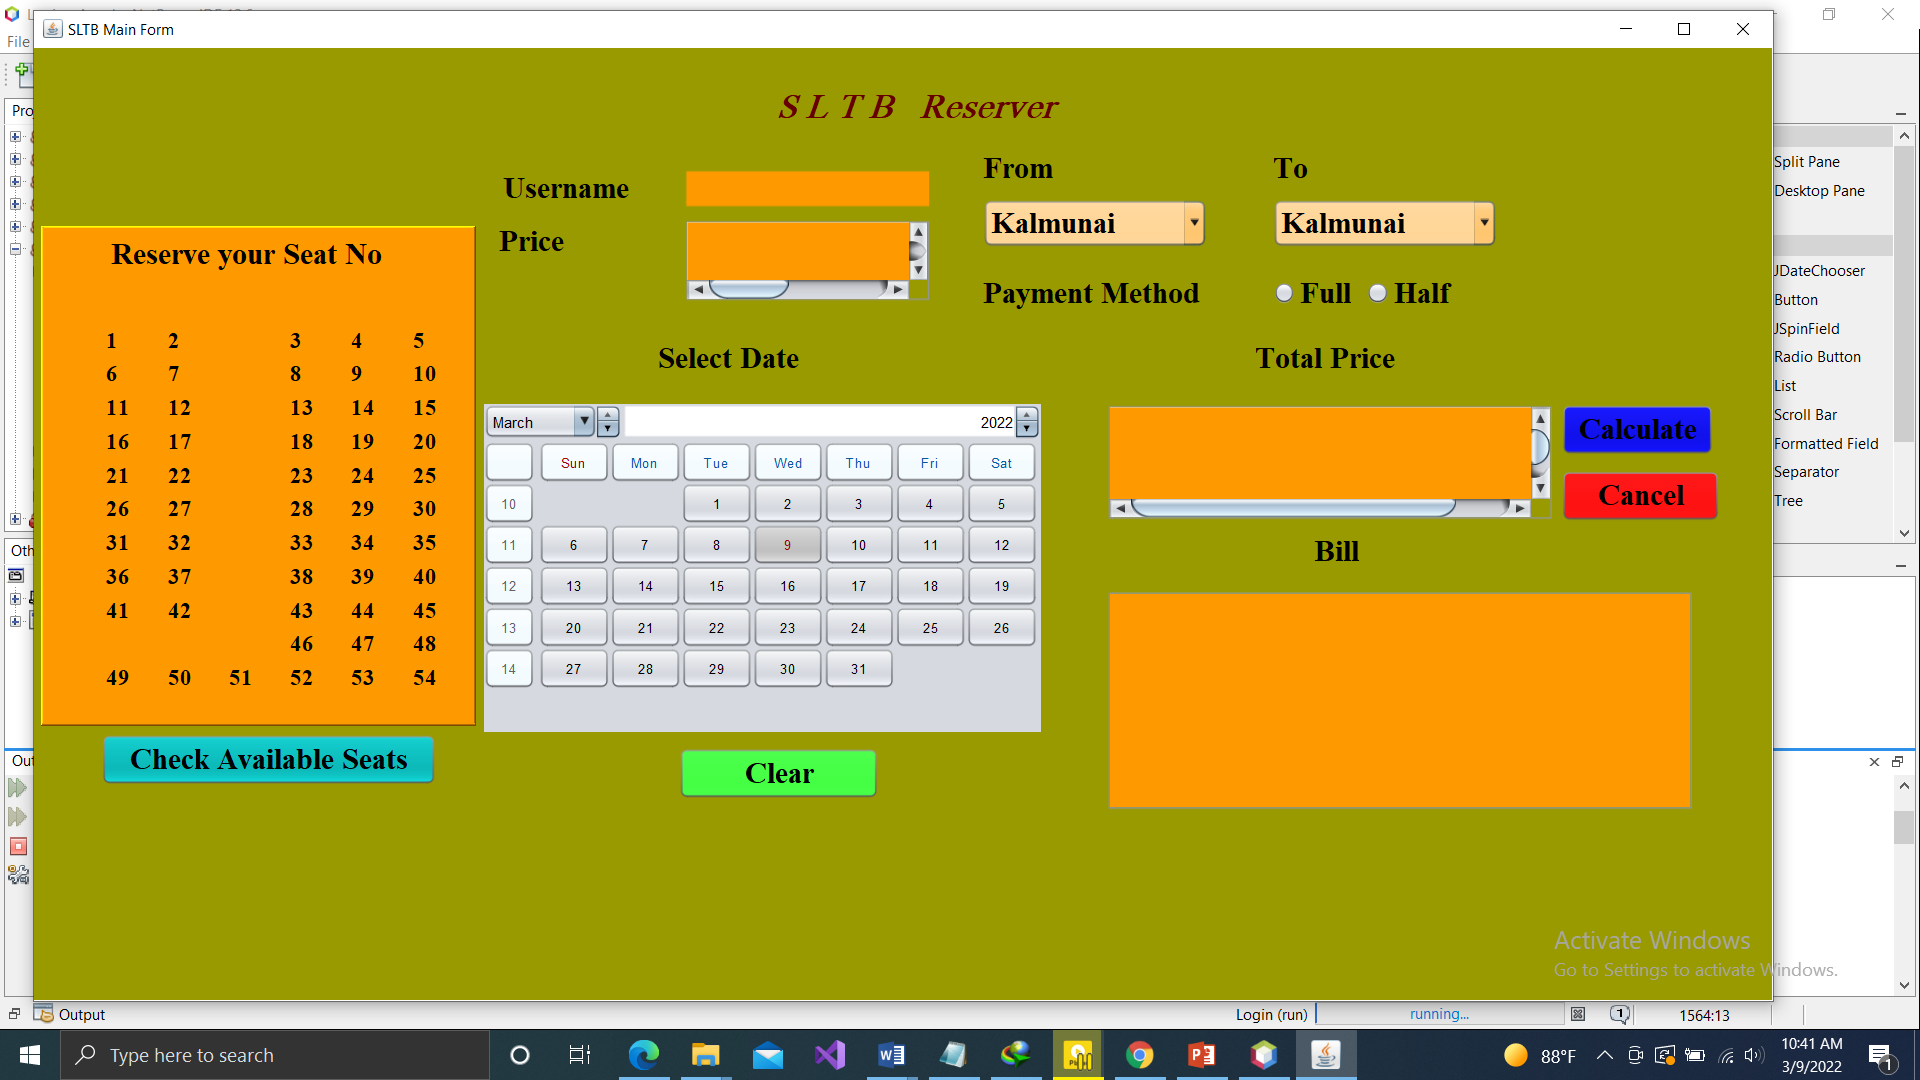 SLTB Main Form
File
S L T B Reserver
Username
Price
From
To
Kalmunai
Kalmunai
Payment Method
Full
Half
Reserve your Seat No
1 2 3 4 5
6 7 8 9 10
11 12 13 14 15
16 17 18 19 20
21 22 23 24 25
26 27 28 29 30
31 32 33 34 35
36 37 38 39 40
41 42 43 44 45
46 47 48
49 50 51 52 53 54
Check Available Seats
Select Date
March 2022
Sun Mon Tue Wed Thu Fri Sat
10 1 2 3 4 5
11 6 7 8 9 10 11 12
12 13 14 15 16 17 18 19
13 20 21 22 23 24 25 26
14 27 28 29 30 31
Clear
Total Price
Calculate
Cancel
Bill
Split Pane
Desktop Pane
JDateChooser
Button
JSpinField
Radio Button
List
Scroll Bar
Formatted Field
Separator
Tree
Activate Windows
Go to Settings to activate Windows.
Output
Login (run)
running...
1
1564:13
Type here to search
88°F
10:41 AM
3/9/2022
1